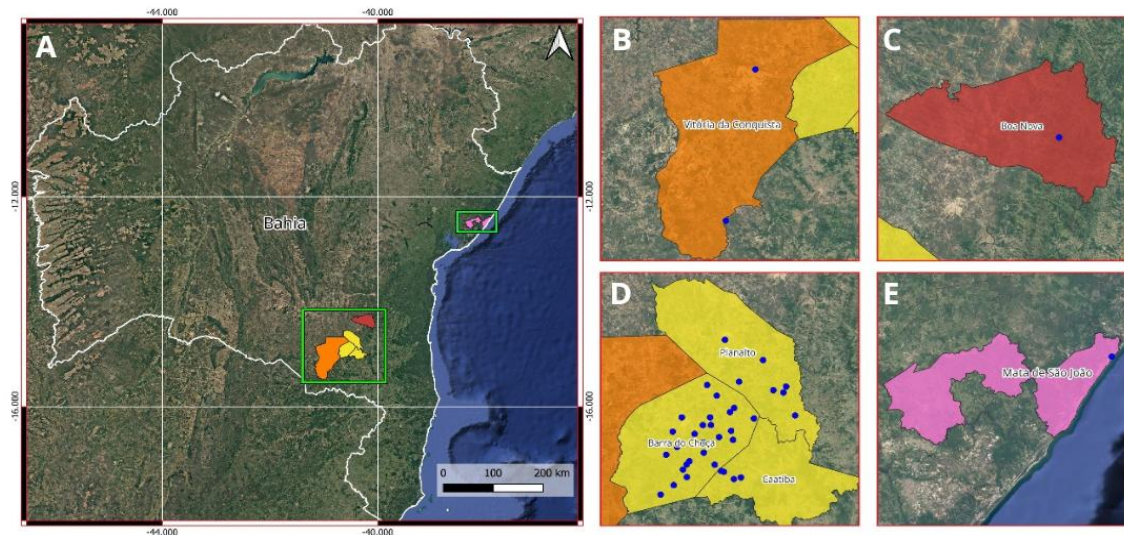 -44.000
-40.000
A
Bahia
-12.000
-12.000
-16.000
-16.000
0 100 200 km
-44.000
-40.000
B
Vitória da Conquista
C
Boa Nova
D
Planalto
Barra do Choça
Caatiba
E
Mata de São João